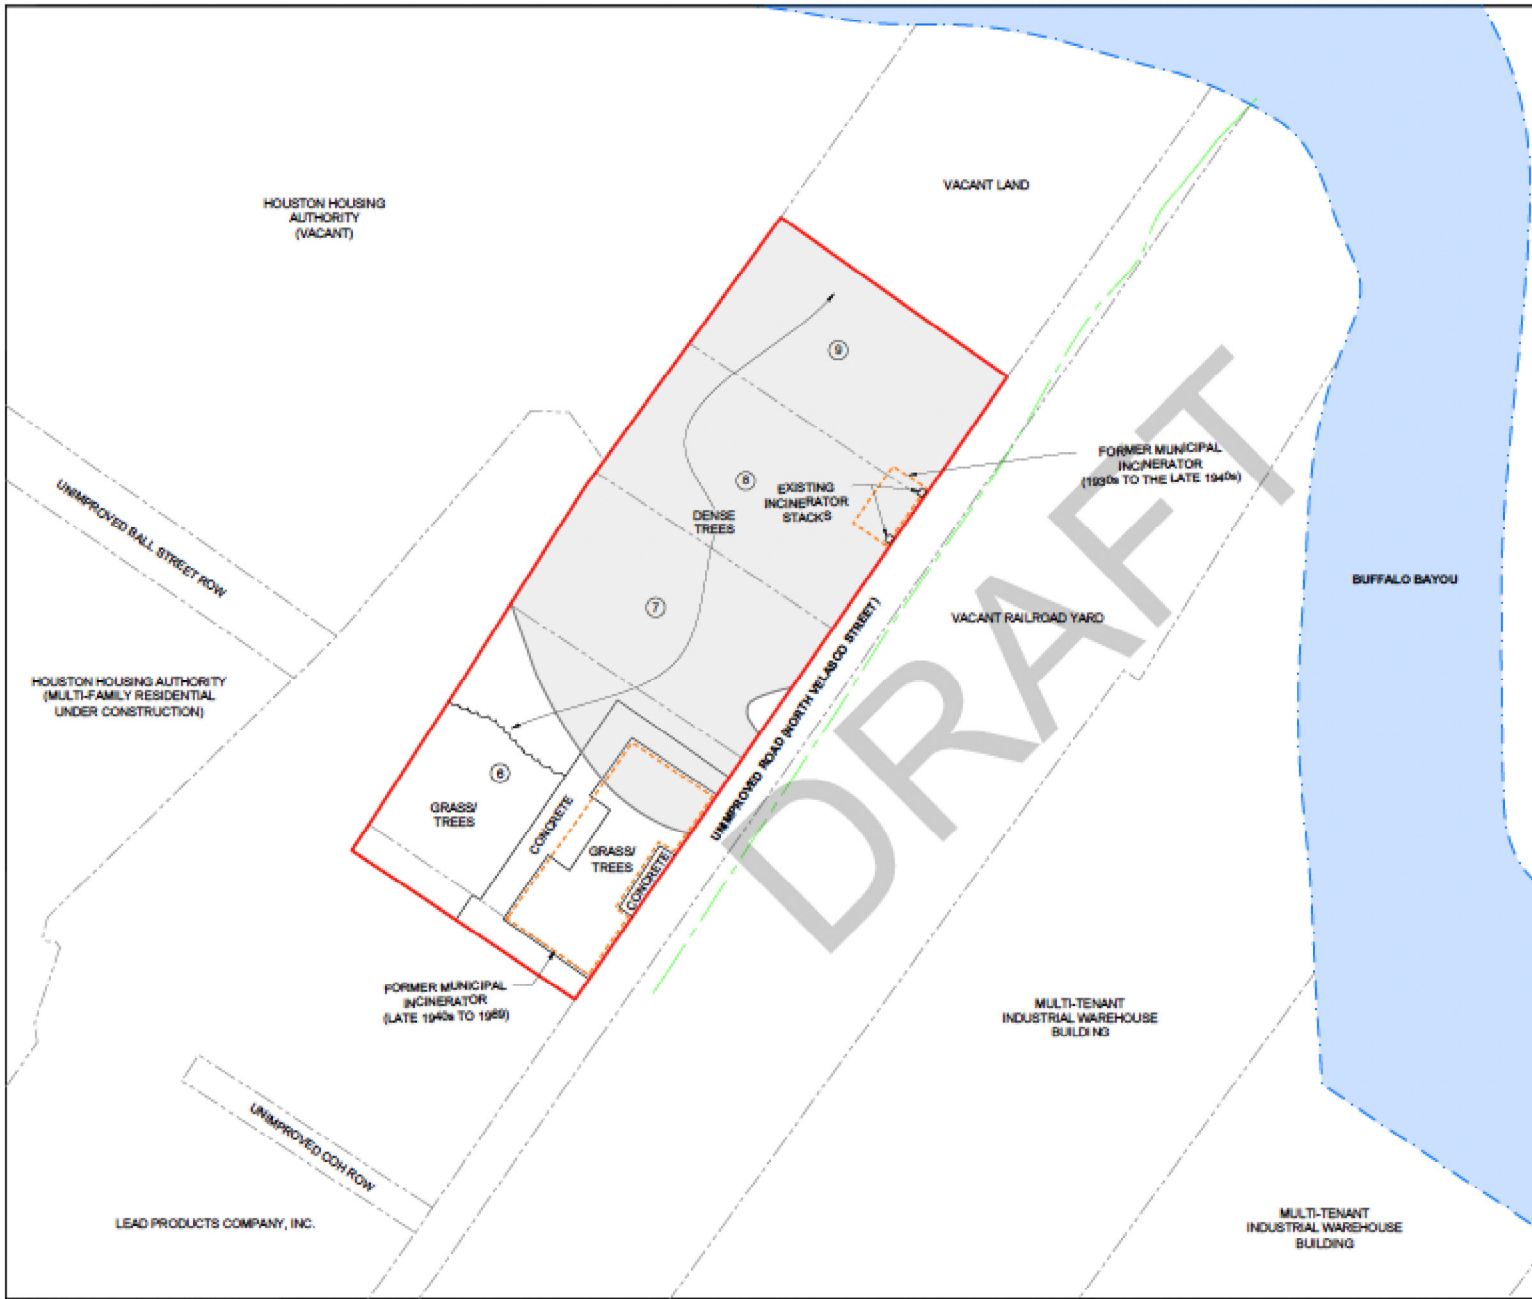 VACANT LAND
HOUSTON HOUSING
AUTHORITY
(VACANT)
9
FORMER MUNICIPAL
INCINERATOR
(1930s TO THE LATE 1940s)
8
EXISTING
INCINERATOR
STACKS
DENSE
TREES
UNIMPROVED BALL STREET ROW
BUFFALO BAYOU
7
VACANT RAILROAD YARD
UNIMPROVED ROAD (NORTH VELASCO STREET)
DRAFT
HOUSTON HOUSING AUTHORITY
(MULTI-FAMILY RESIDENTIAL
UNDER CONSTRUCTION)
6
GRASS/
TREES
CONCRETE
GRASS/
TREES
CONCRETE
FORMER MUNICIPAL
INCINERATOR
(LATE 1940s TO 1969)
MULTI-TENANT
INDUSTRIAL WAREHOUSE
BUILDING
UNIMPROVED COH ROW
LEAD PRODUCTS COMPANY, INC.
MULTI-TENANT
INDUSTRIAL WAREHOUSE
BUILDING